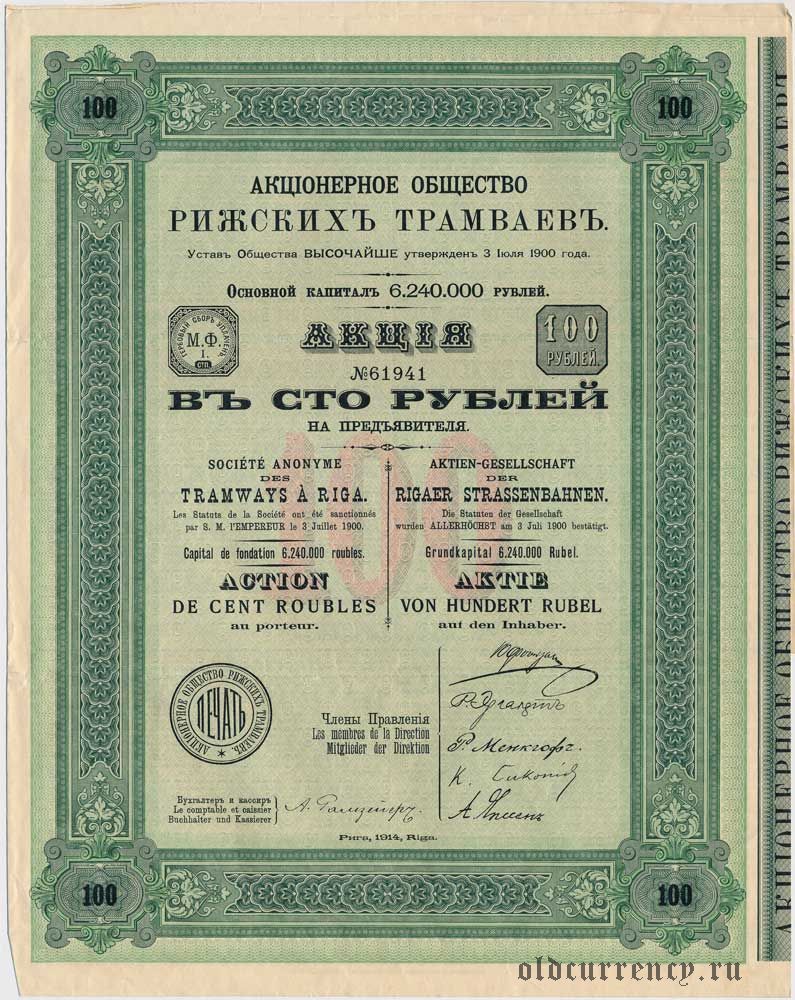 100
100
АКЦІОНЕРНОЕ ОБЩЕСТВО
РИЖСКИХЪ ТРАМВАЕВЪ.
Уставъ Общества ВЫСОЧАЙШЕ утвержденъ 3 Іюля 1900 года.
Основной капиталъ 6.240.000 рублей.
ГЕРБОВЫЙ СБОРЪ УПЛАЧЕНЪ
М.Ф.
I.
СП.
АКЦІЯ
100
РУБЛЕЙ.
№61941
ВЪ СТО РУБЛЕЙ
НА ПРЕДЪЯВИТЕЛЯ.
100
SOCIÉTÉ ANONYME
DES
TRAMWAYS À RIGA.
Les Statuts de la Société ont été sanctionnés
par S. M. l'EMPEREUR le 3 Juillet 1900.
Capital de fondation 6.240.000 roubles.
ACTION
DE CENT ROUBLES
au porteur.
AKTIEN-GESELLSCHAFT
DER
RIGAER STRASSENBAHNEN.
Die Statuten der Gesellschaft
wurden ALLERHÖCHST am 3 Juli 1900 bestätigt.
Grundkapital 6.240.000 Rubel.
AKTIE
VON HUNDERT RUBEL
auf den Inhaber.
АКЦІОНЕРНОЕ ОБЩЕСТВО РИЖСКИХЪ ТРАМВАЕВЪ.
ПЕЧАТЬ
Члены Правленія
Les membres de la Direction
Mitglieder der Direktion
Р. Менкгоф.
Бухгалтеръ и кассиръ
Le comptable et caissier
Buchhalter und Kassierer
Рига, 1914, Riga.
100
100
АКЦІОНЕРНОЕ ОБЩЕСТВО РИЖСКИХЪ ТРАМВАЕВЪ
oldcurrency.ru